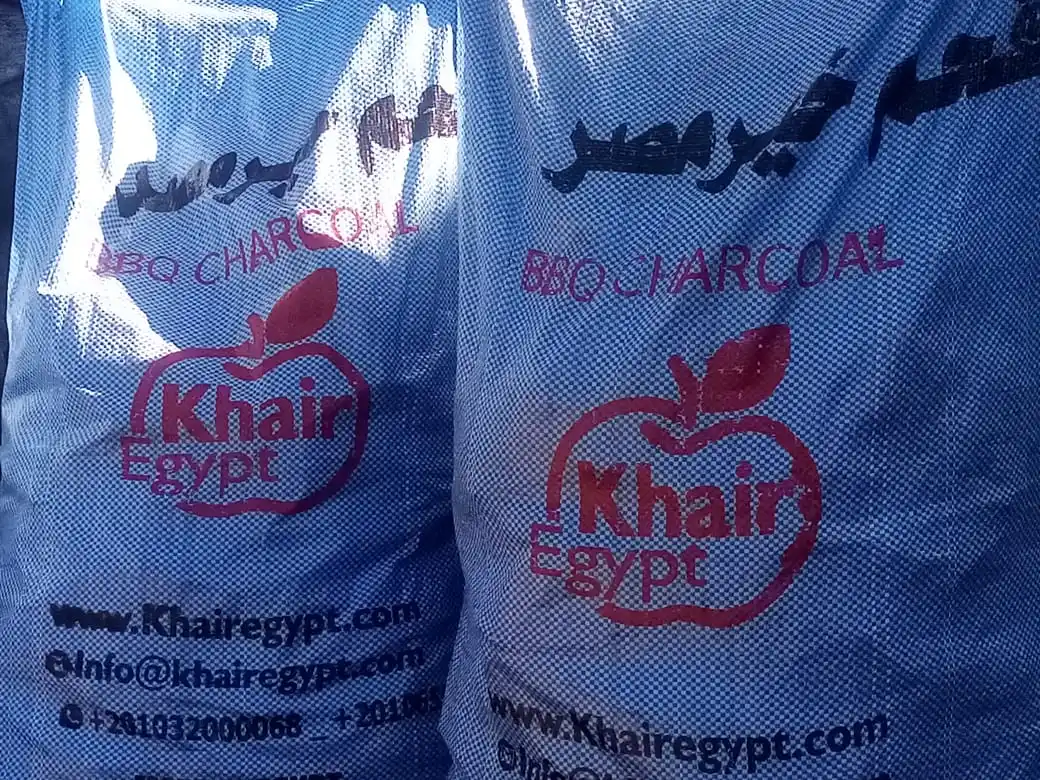 فحم خير مصر
BBQ CHARCOAL
Khair
Egypt
www.Khairegypt.com
Info@khairegypt.com
+201032000068 _ +20106
فحم خير مصر
BBQ CHARCOAL
Khair
Egypt
www.Khairegypt.com